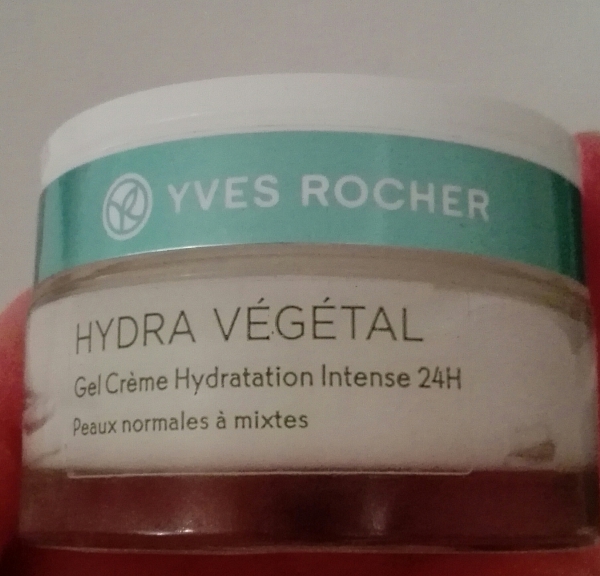 YVES ROCHER
HYDRA VÉGÉTAL
Gel Crème Hydratation Intense 24H
Peaux normales à mixtes